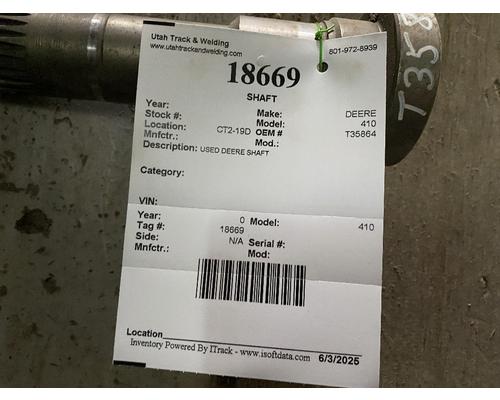 Utah Track & Welding
www.utahtrackandwelding.com
801-972-8939
18669
SHAFT
Year: Make: DEERE
Stock #: Model: 410
Location: CT2-19D OEM # T35864
Mnfctr.: Mod.:
Description: USED DEERE SHAFT
Category:
VIN:
Year: 0 Model: 410
Tag #: 18669
Side: N/A Serial #:
Mnfctr.: Mod:
Location
Inventory Powered By ITrack - www.isoftdata.com 6/3/2025
T358